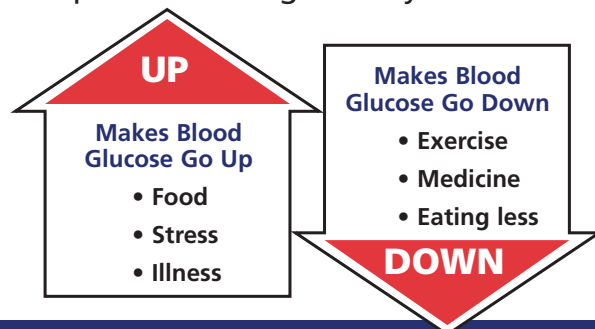 UP
Makes Blood
Glucose Go Up
• Food
• Stress
• Illness
Makes Blood
Glucose Go Down
• Exercise
• Medicine
• Eating less
DOWN